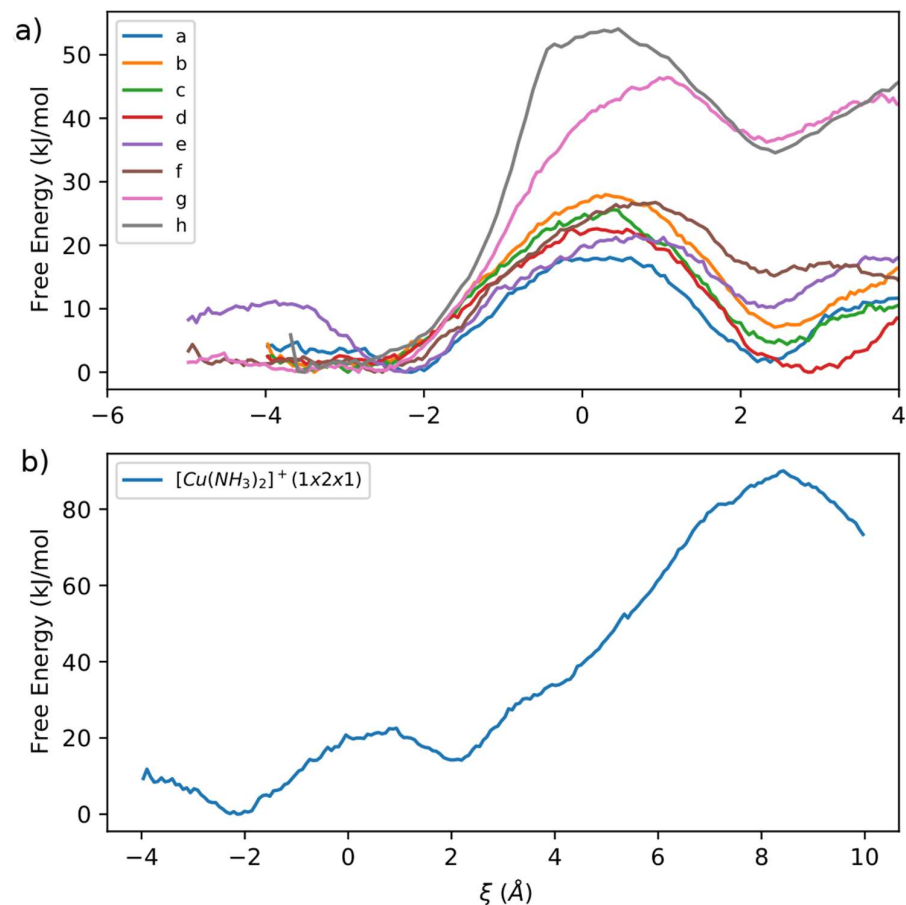 a)
Free Energy (kJ/mol)
50
40
30
20
10
0
a
b
c
d
e
f
g
h
−6 −4 −2 0 2 4
b)
Free Energy (kJ/mol)
80
60
40
20
0
[Cu(NH₃)₂]⁺(1x2x1)
−4 −2 0 2 4 6 8 10
ξ (Å)